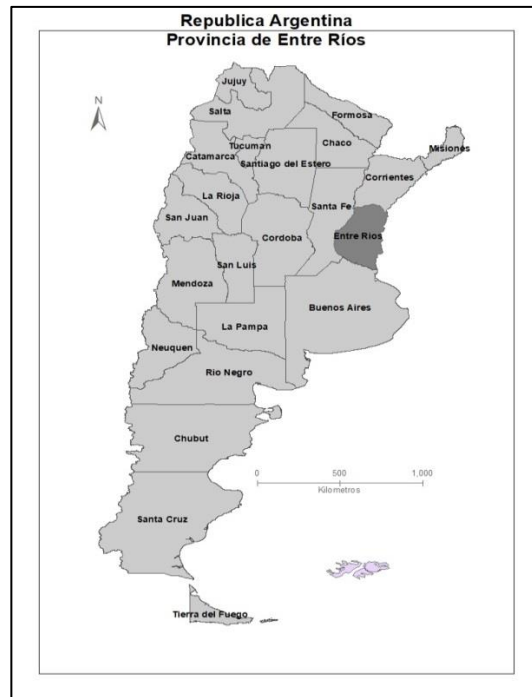 Republica Argentina
Provincia de Entre Ríos
N
Jujuy
Salta
Formosa
Chaco
Misiones
Tucuman
Catamarca
Santiago del Estero
Corrientes
La Rioja
Santa Fe
San Juan
Entre Rios
Cordoba
San Luis
Mendoza
Buenos Aires
La Pampa
Neuquen
Rio Negro
Chubut
0 500 1,000
Kilometros
Santa Cruz
Tierra del Fuego